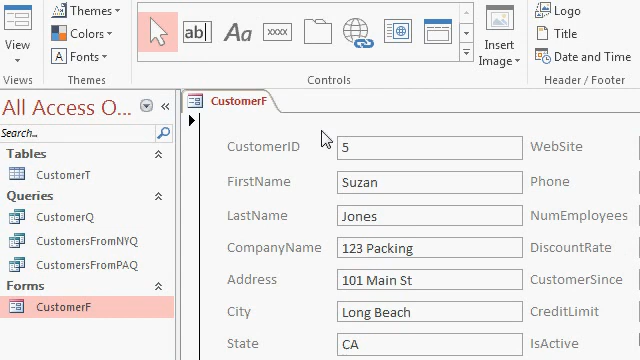 Themes
Colors
Fonts
View
Views
Themes
ab|
Aa
xxxx
Controls
Insert
Image
Logo
Title
Date and Time
Header / Footer
All Access O...
Search...
Tables
CustomerT
Queries
CustomerQ
CustomersFromNYQ
CustomersFromPAQ
Forms
CustomerF
CustomerF
CustomerID 5 WebSite
FirstName Suzan Phone
LastName Jones NumEmployees
CompanyName 123 Packing DiscountRate
Address 101 Main St CustomerSince
City Long Beach CreditLimit
State CA IsActive